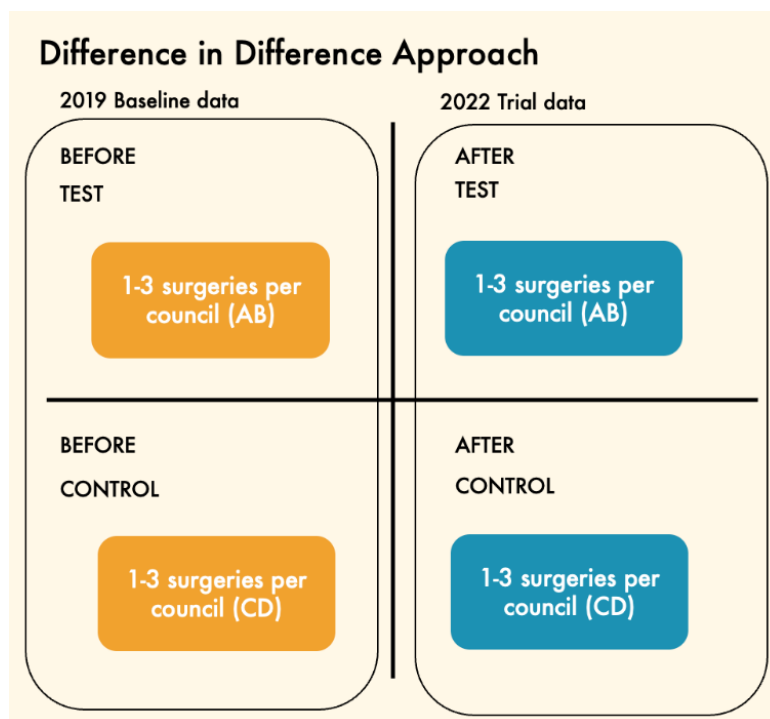 Difference in Difference Approach
2019 Baseline data
2022 Trial data
BEFORE
TEST
1-3 surgeries per
council (AB)
AFTER
TEST
1-3 surgeries per
council (AB)
BEFORE
CONTROL
1-3 surgeries per
council (CD)
AFTER
CONTROL
1-3 surgeries per
council (CD)